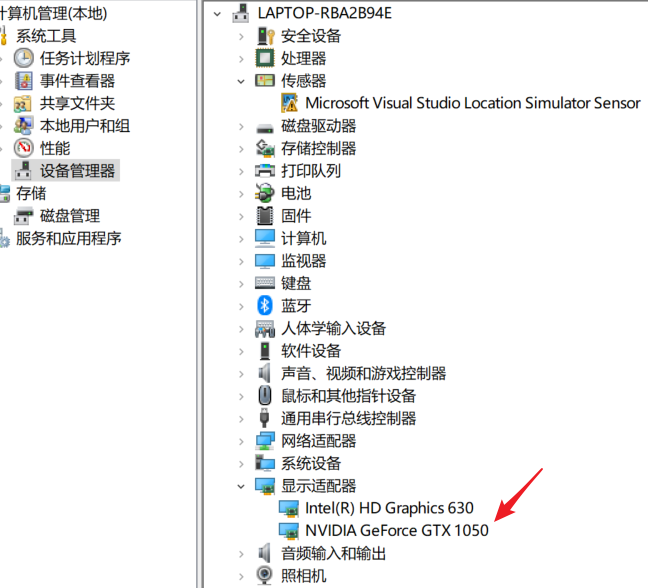 计算机管理(本地)
系统工具
任务计划程序
事件查看器
共享文件夹
本地用户和组
性能
设备管理器
存储
磁盘管理
服务和应用程序
LAPTOP-RBA2B94E
安全设备
处理器
传感器
Microsoft Visual Studio Location Simulator Sensor
磁盘驱动器
存储控制器
打印队列
电池
固件
计算机
监视器
键盘
蓝牙
人体学输入设备
软件设备
声音、视频和游戏控制器
鼠标和其他指针设备
通用串行总线控制器
网络适配器
系统设备
显示适配器
Intel(R) HD Graphics 630
NVIDIA GeForce GTX 1050
音频输入和输出
照相机